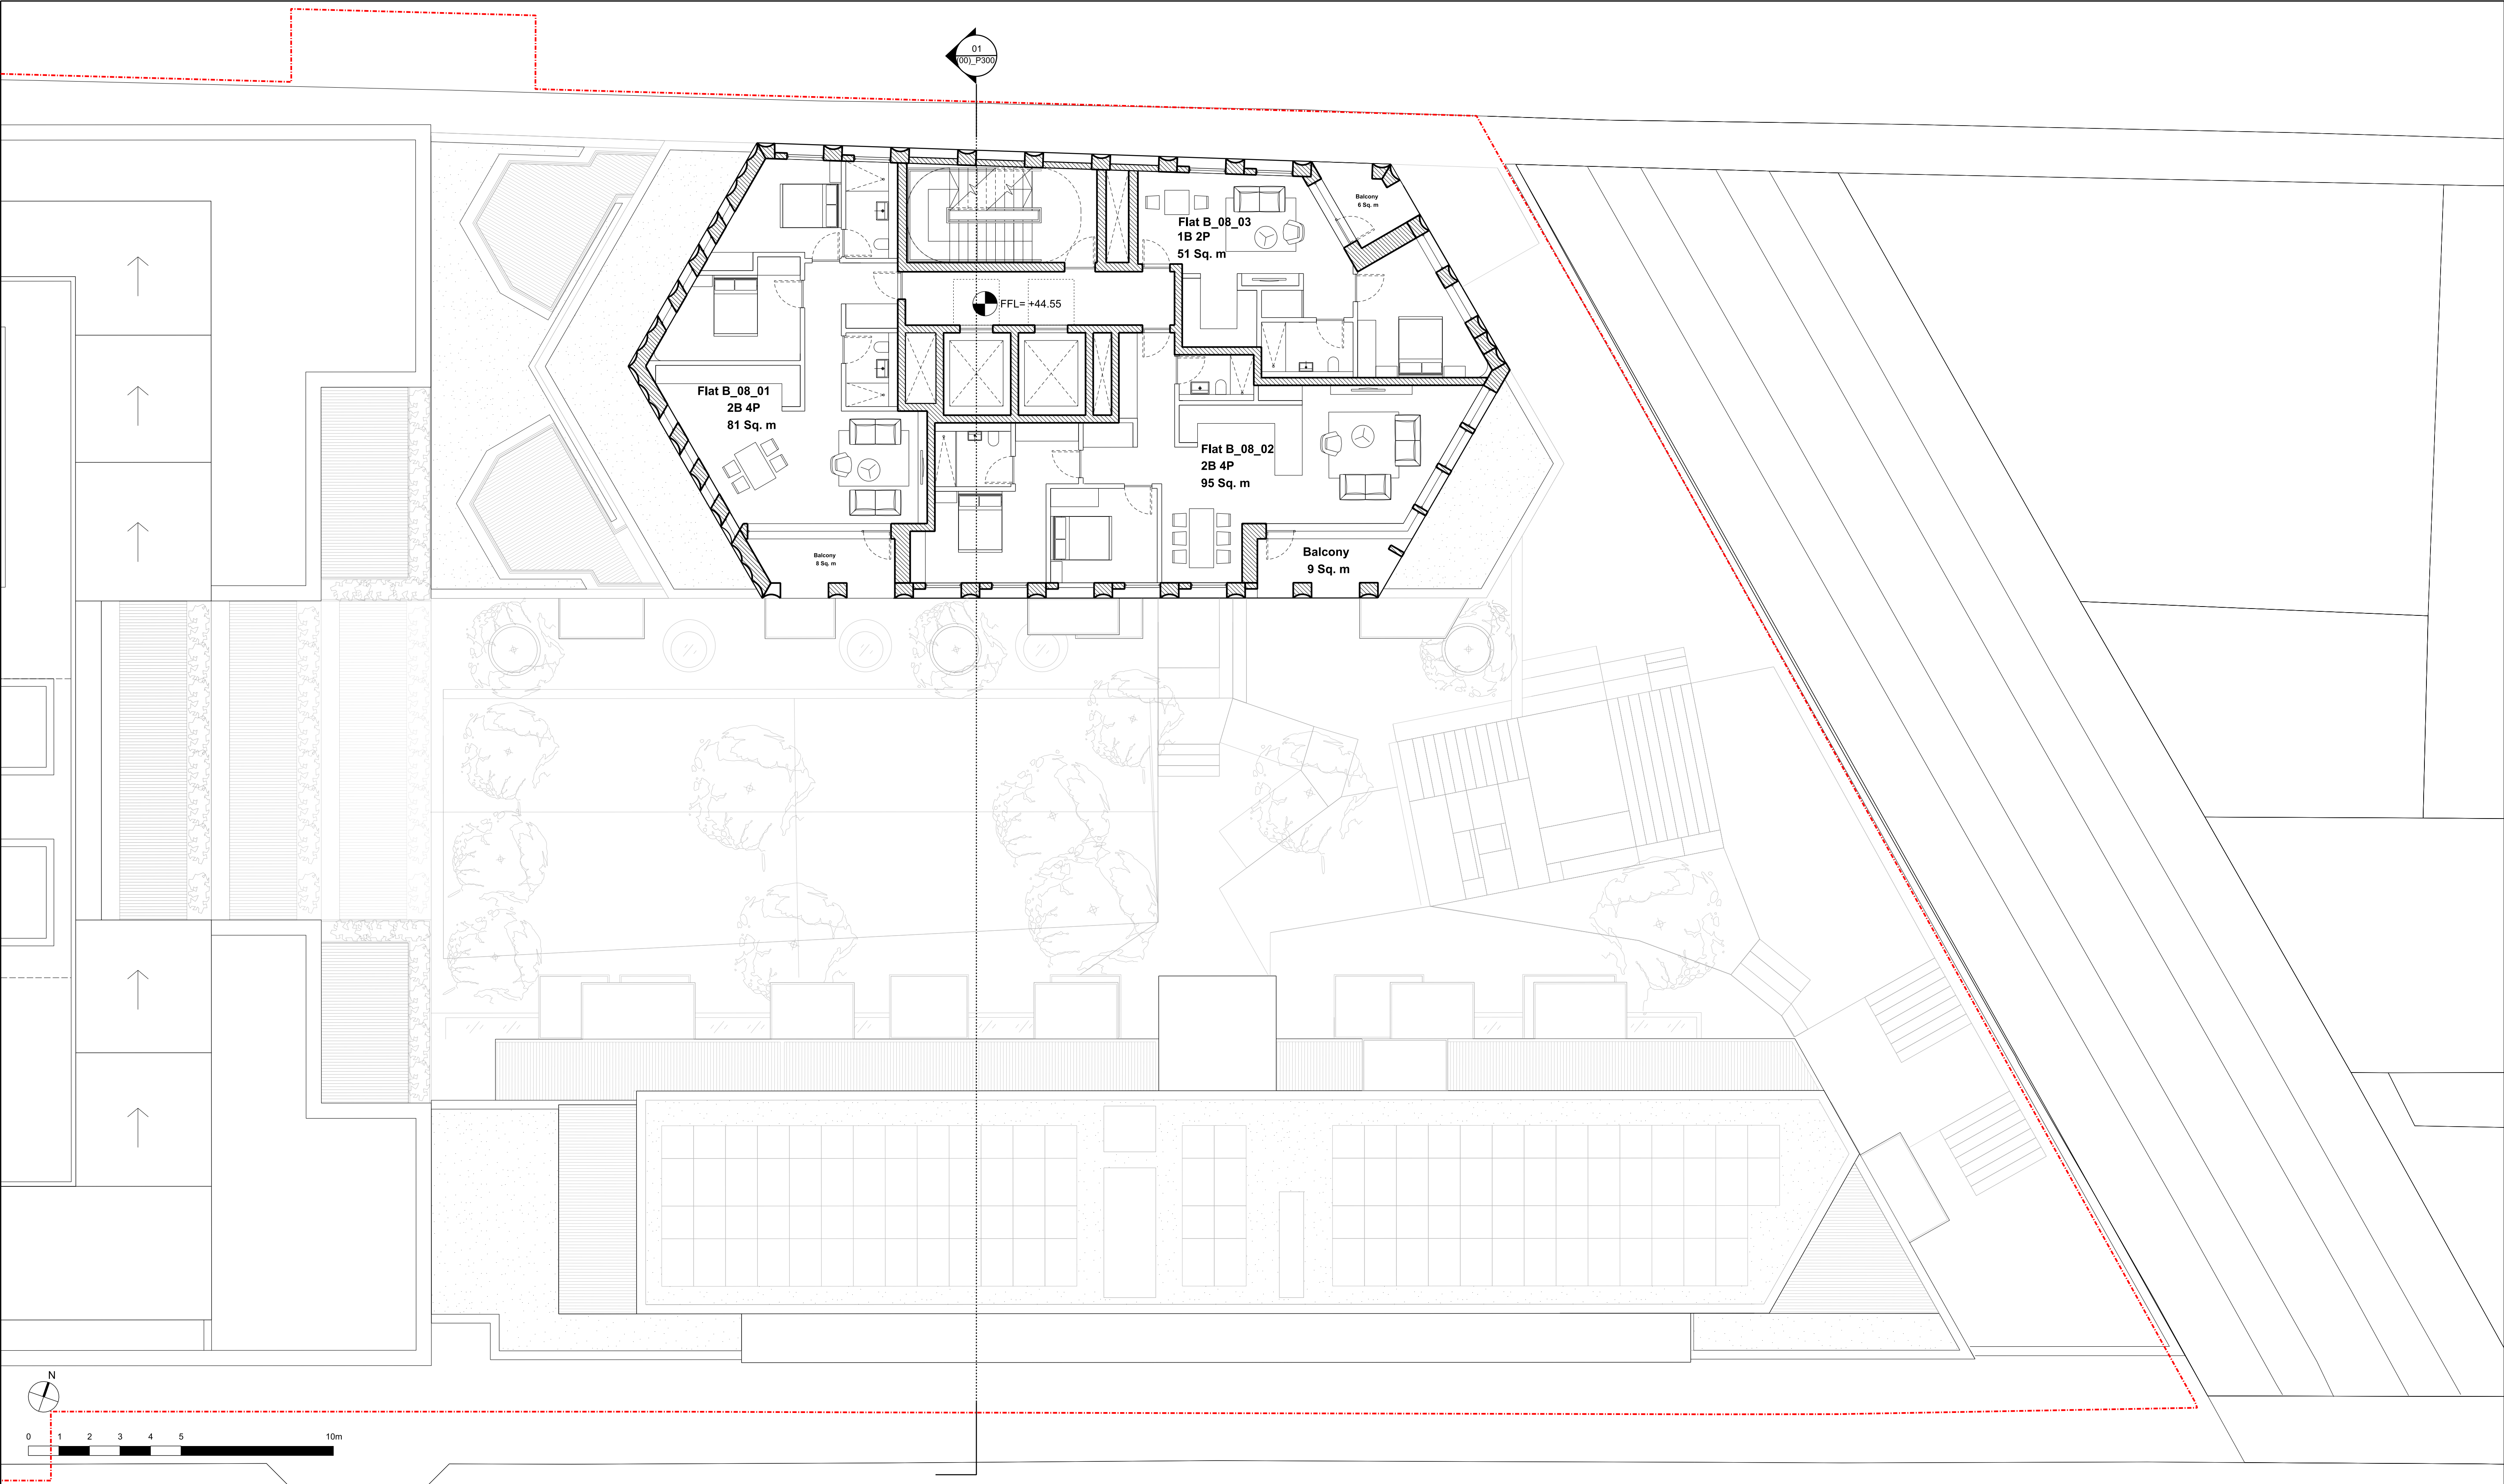 01
(00)_P300
Balcony
6 Sq. m
Flat B_08_03
1B 2P
51 Sq. m
FFL= +44.55
Flat B_08_01
2B 4P
81 Sq. m
Flat B_08_02
2B 4P
95 Sq. m
Balcony
8 Sq. m
Balcony
9 Sq. m
N
0 1 2 3 4 5 10m